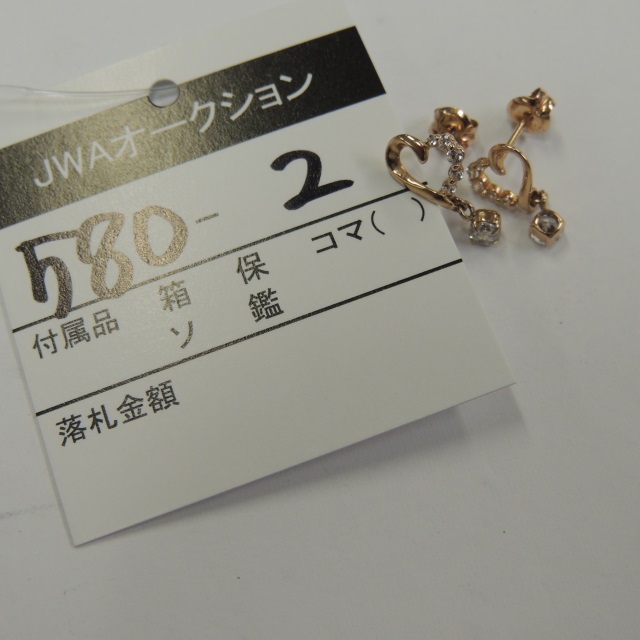 JWAオークション
580-2
付属品 箱 保 コマ( )
ソ 鑑
落札金額